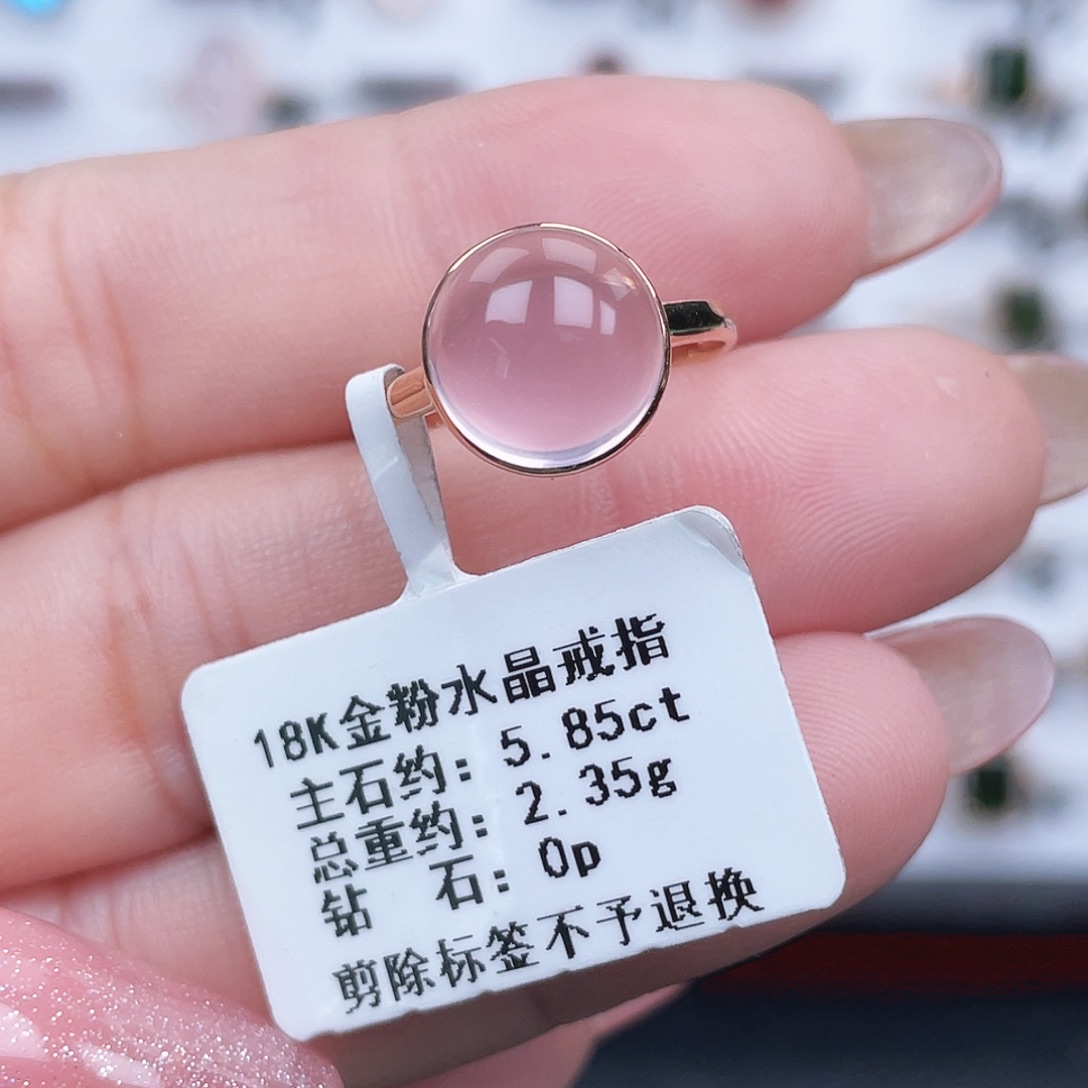 18K金粉水晶戒指
主石约: 5.85ct
总重约: 2.35g
钻 石: 0p
剪除标签不予退换